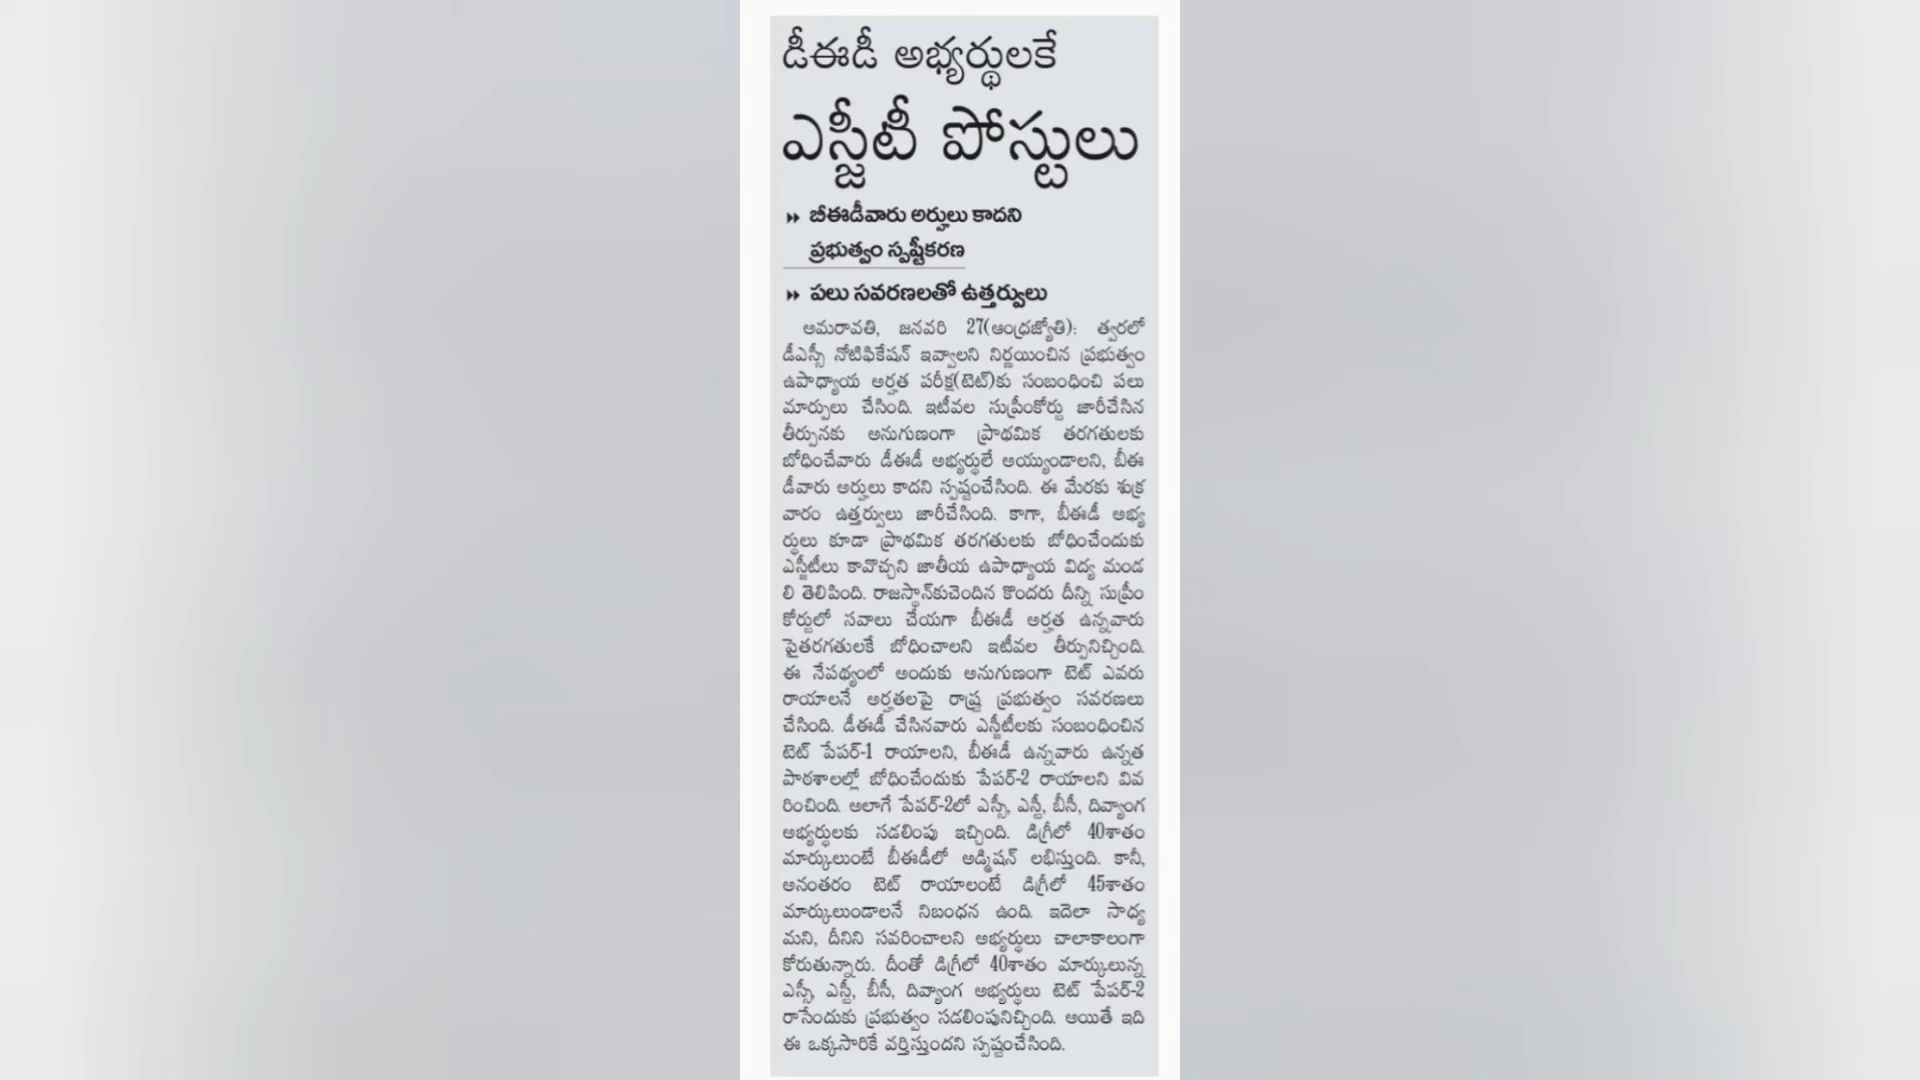 డీఈడీ అభ్యర్థులకే
ఎస్జీటీ పోస్టులు
బీఈడీవారు అర్హులు కాదని
ప్రభుత్వం స్పష్టీకరణ
పలు సవరణలతో ఉత్తర్వులు
అమరావతి, జనవరి 27(ఆంధ్రజ్యోతి): త్వరలో
డీఎస్సీ నోటిఫికేషన్ ఇవ్వాలని నిర్ణయించిన ప్రభుత్వం
ఉపాధ్యాయ అర్హత పరీక్ష(టెట్)కు సంబంధించి పలు
మార్పులు చేసింది. ఇటీవల సుప్రీంకోర్టు జారీచేసిన
తీర్పునకు అనుగుణంగా ప్రాథమిక తరగతులకు
బోధించేవారు డీఈడీ అభ్యర్థులే అయ్యుండాలని, బీఈ
డీవారు అర్హులు కాదని స్పష్టంచేసింది. ఈ మేరకు శుక్ర
వారం ఉత్తర్వులు జారీచేసింది. కాగా, బీఈడీ అభ్య
ర్థులు కూడా ప్రాథమిక తరగతులకు బోధించేందుకు
ఎస్జీటీలు కావొచ్చని జాతీయ ఉపాధ్యాయ విద్య మండ
లి తెలిపింది. రాజస్థాన్‌కుచెందిన కొందరు దీన్ని సుప్రీం
కోర్టులో సవాలు చేయగా బీఈడీ అర్హత ఉన్నవారు
పైతరగతులకే బోధించాలని ఇటీవల తీర్పునిచ్చింది.
ఈ నేపథ్యంలో అందుకు అనుగుణంగా టెట్ ఎవరు
రాయాలనే అర్హతలపై రాష్ట్ర ప్రభుత్వం సవరణలు
చేసింది. డీఈడీ చేసినవారు ఎస్జీటీలకు సంబంధించిన
టెట్ పేపర్-1 రాయాలని, బీఈడీ ఉన్నవారు ఉన్నత
పాఠశాలల్లో బోధించేందుకు పేపర్-2 రాయాలని వివ
రించింది. అలాగే పేపర్-2లో ఎస్సీ, ఎస్టీ, బీసీ, దివ్యాంగ
అభ్యర్థులకు సడలింపు ఇచ్చింది. డిగ్రీలో 40శాతం
మార్కులుంటే బీఈడీలో అడ్మిషన్ లభిస్తుంది. కానీ,
అనంతరం టెట్ రాయాలంటే డిగ్రీలో 45శాతం
మార్కులుండాలనే నిబంధన ఉంది. ఇదెలా సాధ్య
మని, దీనిని సవరించాలని అభ్యర్థులు చాలాకాలంగా
కోరుతున్నారు. దీంతో డిగ్రీలో 40శాతం మార్కులున్న
ఎస్సీ, ఎస్టీ, బీసీ, దివ్యాంగ అభ్యర్థులు టెట్ పేపర్-2
రాసేందుకు ప్రభుత్వం సడలింపునిచ్చింది. అయితే ఇది
ఈ ఒక్కసారికే వర్తిస్తుందని స్పష్టంచేసింది.